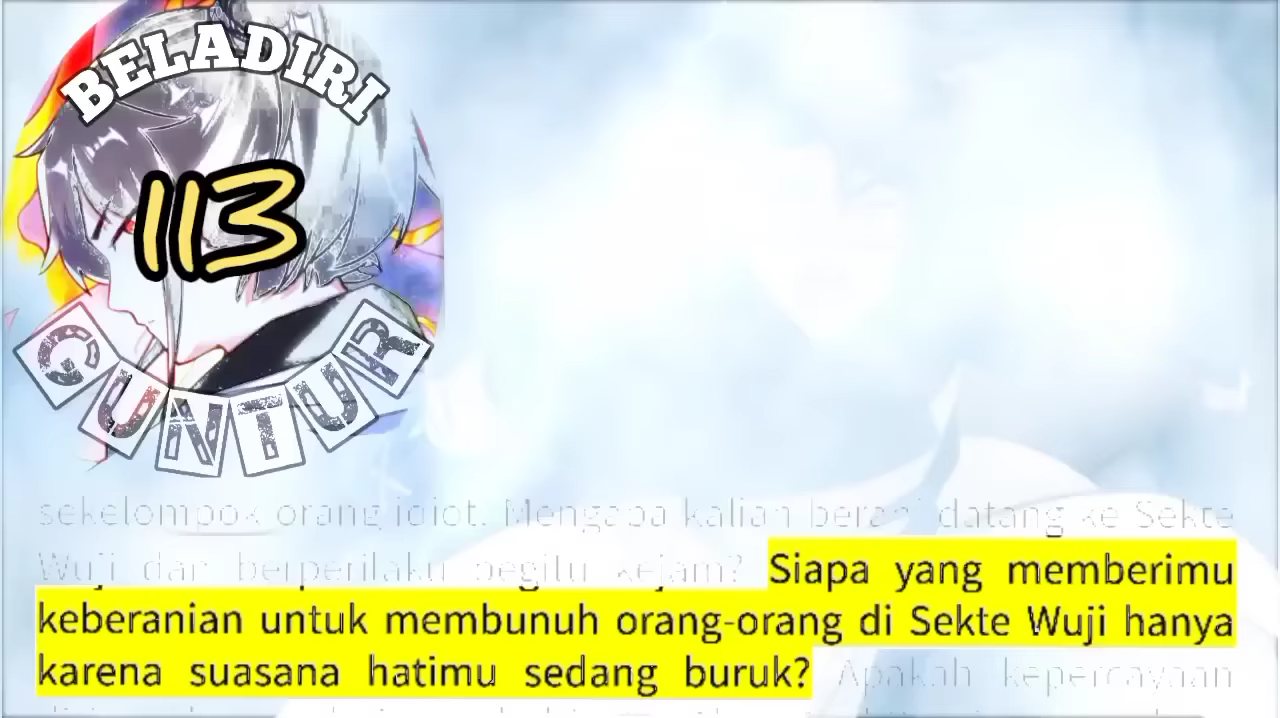 BELADIRI
113
GUNTUR
sekelompok orang idiot. Mengapa kalian berani datang ke Sekte
Wuji dan berperilaku begitu kejam? Siapa yang memberimu
keberanian untuk membunuh orang-orang di Sekte Wuji hanya
karena suasana hatimu sedang buruk? Apakah kepercayaan